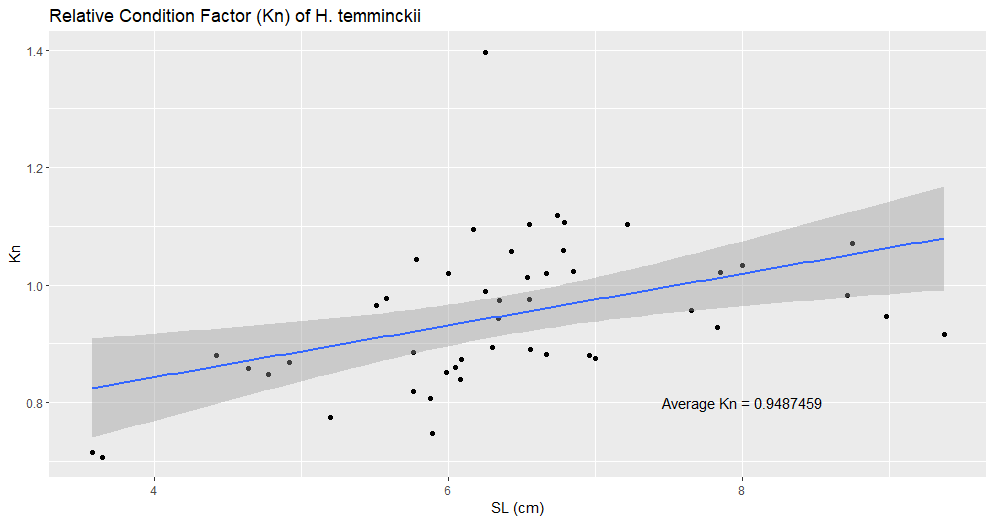 Relative Condition Factor (Kn) of H. temminckii
1.4
1.2
1.0
0.8
Kn
Average Kn = 0.9487459
4 6 8
SL (cm)